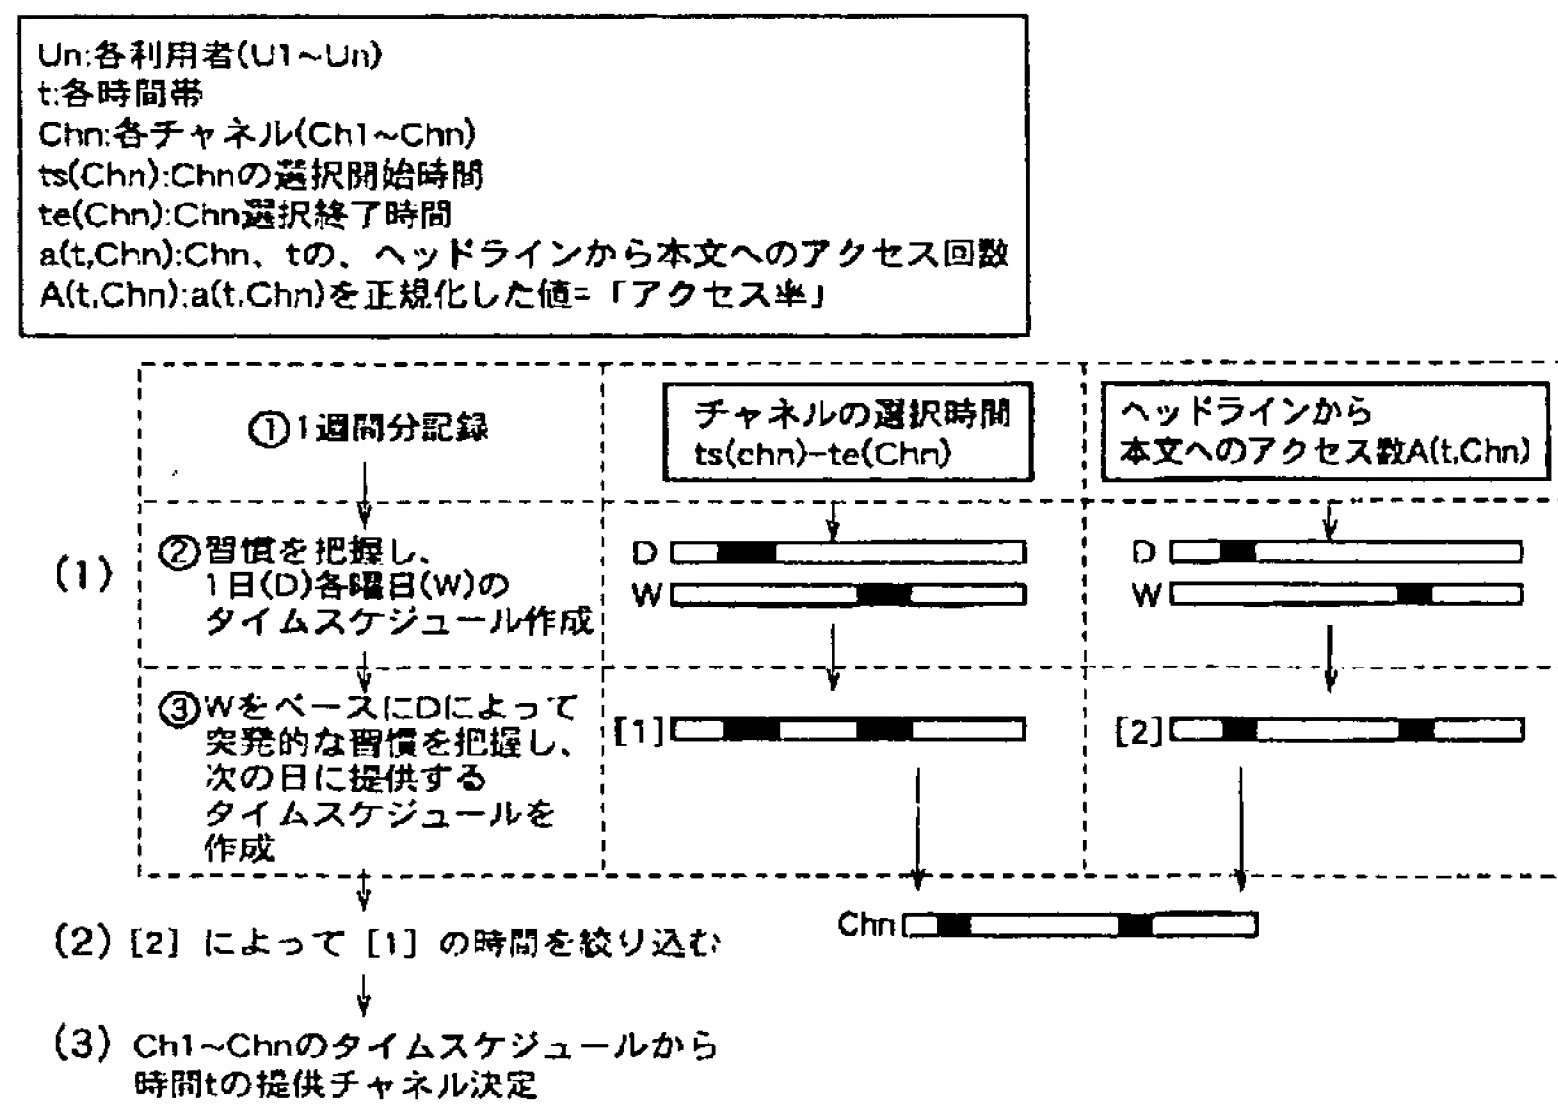 Un:各利用者(U1~Un)
t:各時間帯
Chn:各チャネル(Ch1~Chn)
ts(Chn):Chnの選択開始時間
te(Chn):Chn選択終了時間
a(t,Chn):Chn、tの、ヘッドラインから本文へのアクセス回数
A(t,Chn):a(t,Chn)を正規化した値=「アクセス率」
①1週間分記録
チャネルの選択時間
ts(chn)-te(Chn)
ヘッドラインから
本文へのアクセス数A(t,Chn)
(1)
②習慣を把握し、
1日(D)各曜日(W)の
タイムスケジュール作成
D
W
D
W
③WをベースにDによって
突発的な習慣を把握し、
次の日に提供する
タイムスケジュールを
作成
[1]
[2]
Chn
(2) [2] によって [1] の時間を絞り込む
(3) Ch1~Chnのタイムスケジュールから
時間tの提供チャネル決定